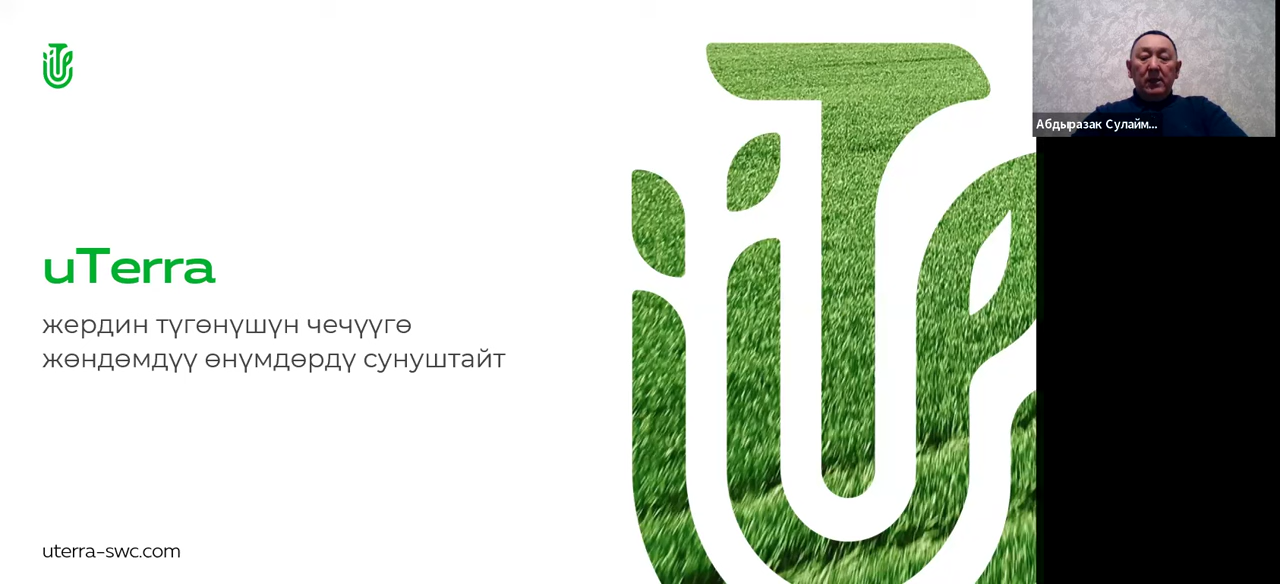 uTerra
жердин түгөнүшүн чечүүгө
жөндөмдүү өнүмдөрдү сунуштайт
uterra-swc.com
Абдыразак Сулайм...